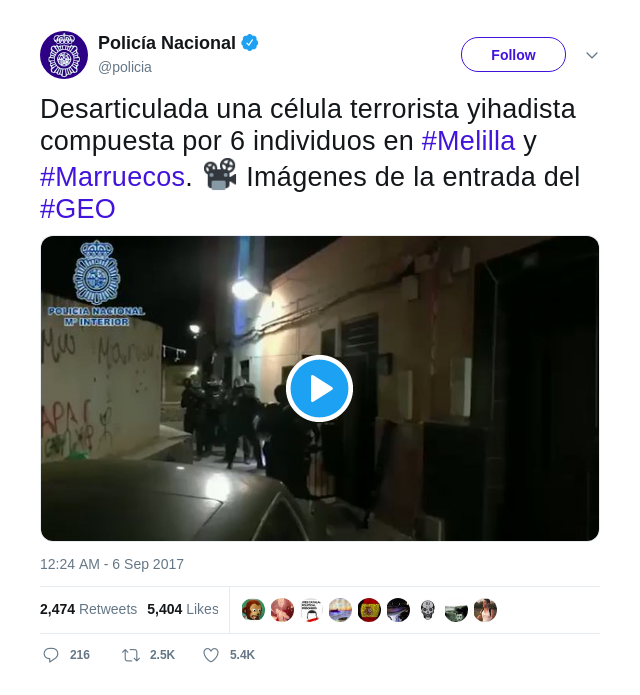 Policía Nacional
@policia
Follow
Desarticulada una célula terrorista yihadista
compuesta por 6 individuos en #Melilla y
#Marruecos. 🎥 Imágenes de la entrada del
#GEO
POLICIA NACIONAL
Mº INTERIOR
12:24 AM - 6 Sep 2017
2,474 Retweets 5,404 Likes
216 2.5K 5.4K